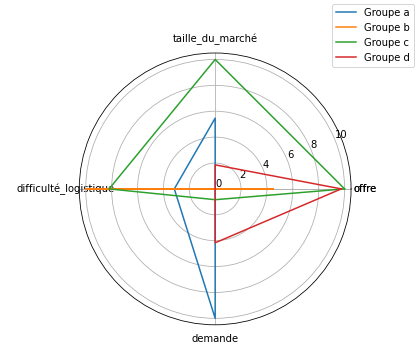 Groupe a
Groupe b
Groupe c
Groupe d
taille_du_marché
10
8
6
4
2
0
difficulté_logistique
offre
demande